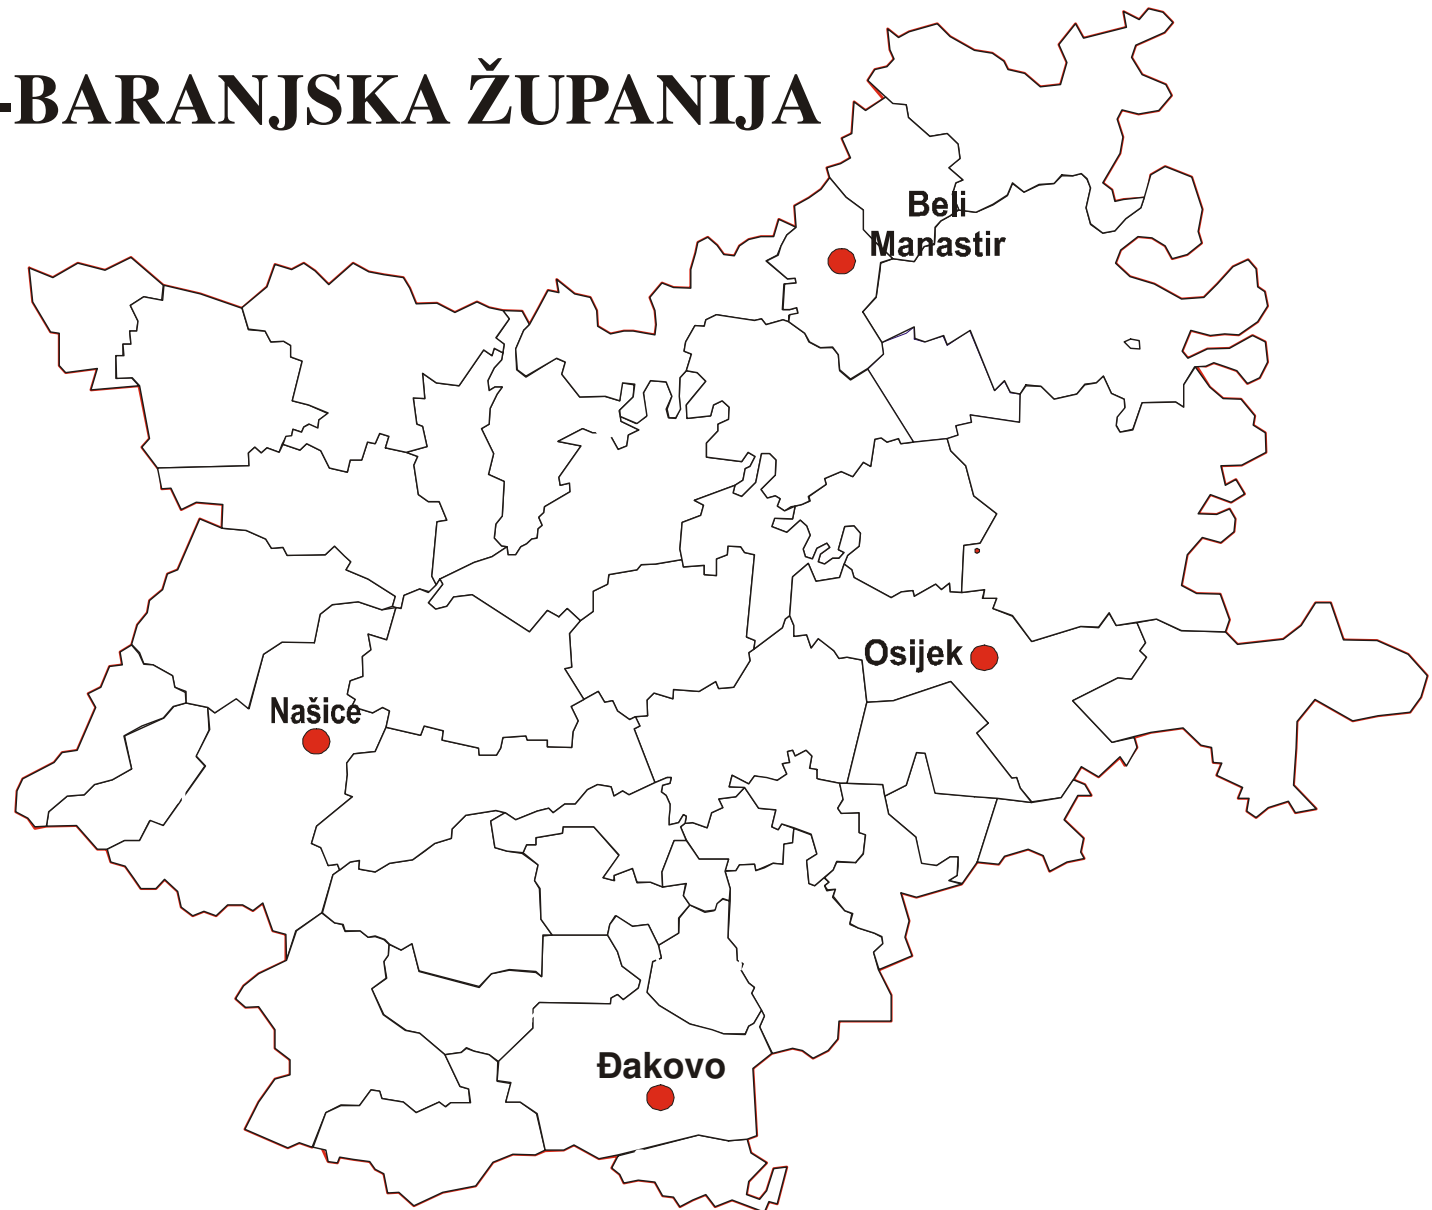 -BARANJSKA ŽUPANIJA
Beli
Manastir
Osijek
Našice
Đakovo